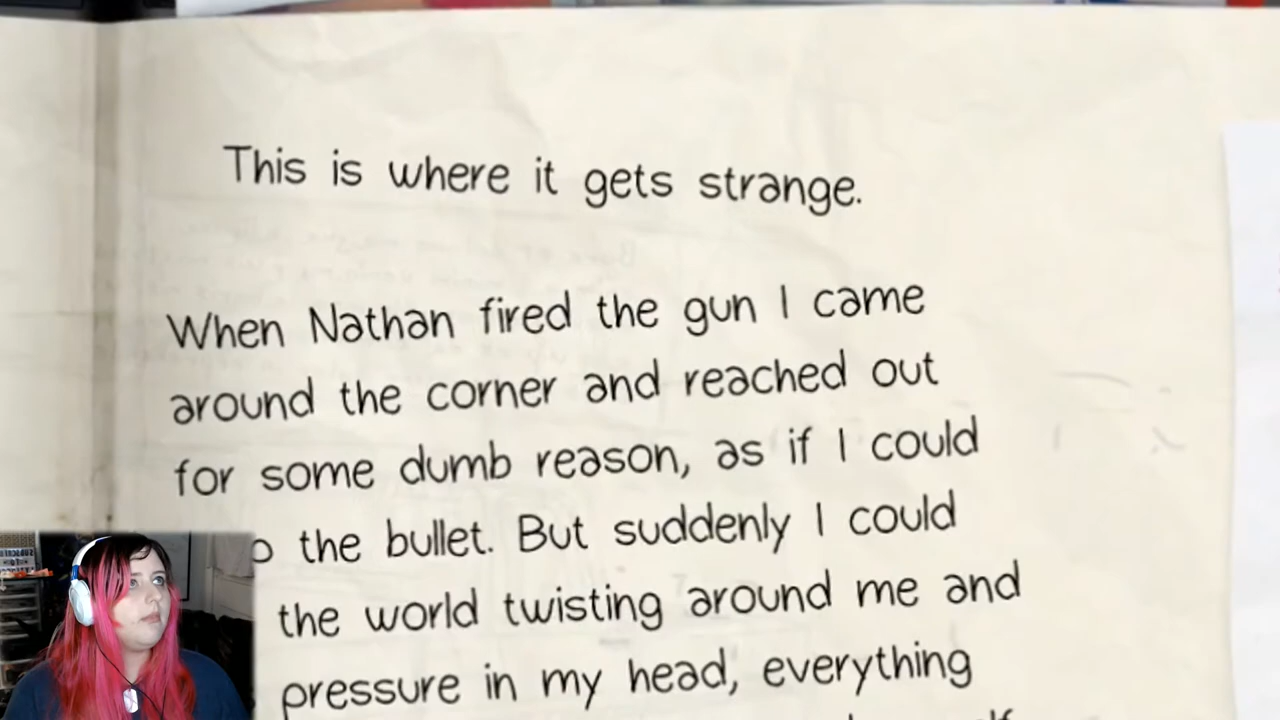 This is where it gets strange.
When Nathan fired the gun I came
around the corner and reached out
for some dumb reason, as if I could
the bullet. But suddenly I could
the world twisting around me and
pressure in my head, everything